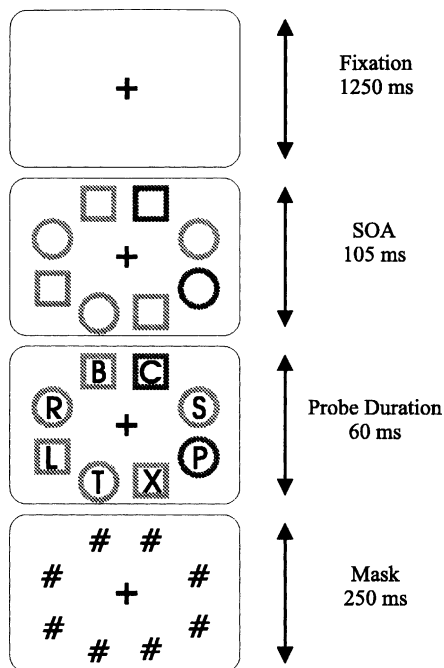 +
Fixation
1250 ms
+
SOA
105 ms
B C
R S
+
L P
T X
Probe Duration
60 ms
# #
# #
+
# #
# #
Mask
250 ms